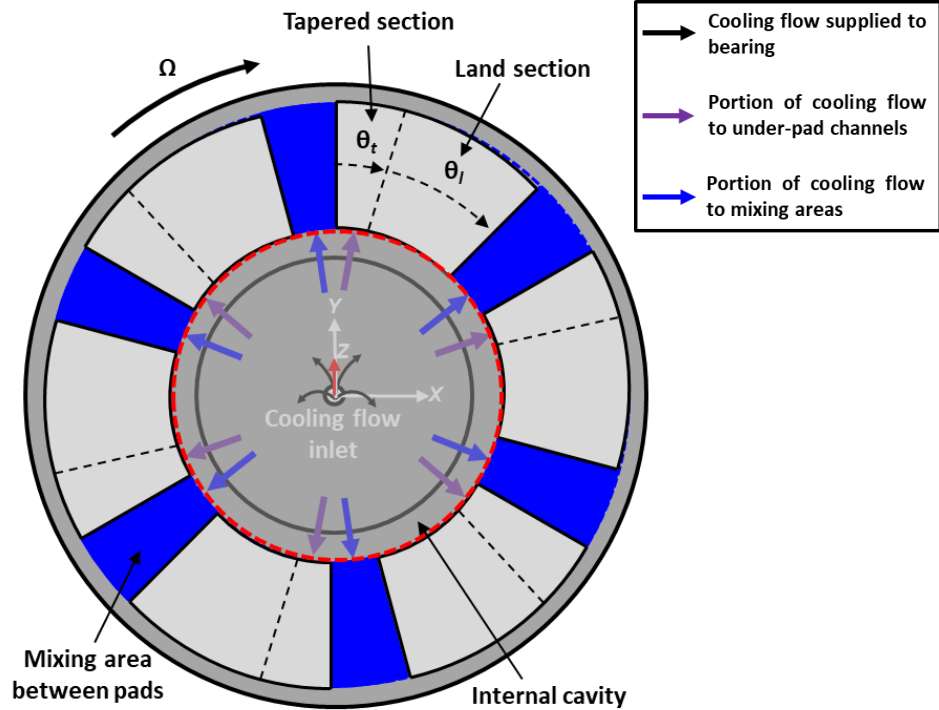 Tapered section
Land section
Ω
θt
θl
Y
Z
X
Cooling flow
inlet
Mixing area
between pads
Internal cavity
Cooling flow supplied to
bearing
Portion of cooling flow
to under-pad channels
Portion of cooling flow
to mixing areas